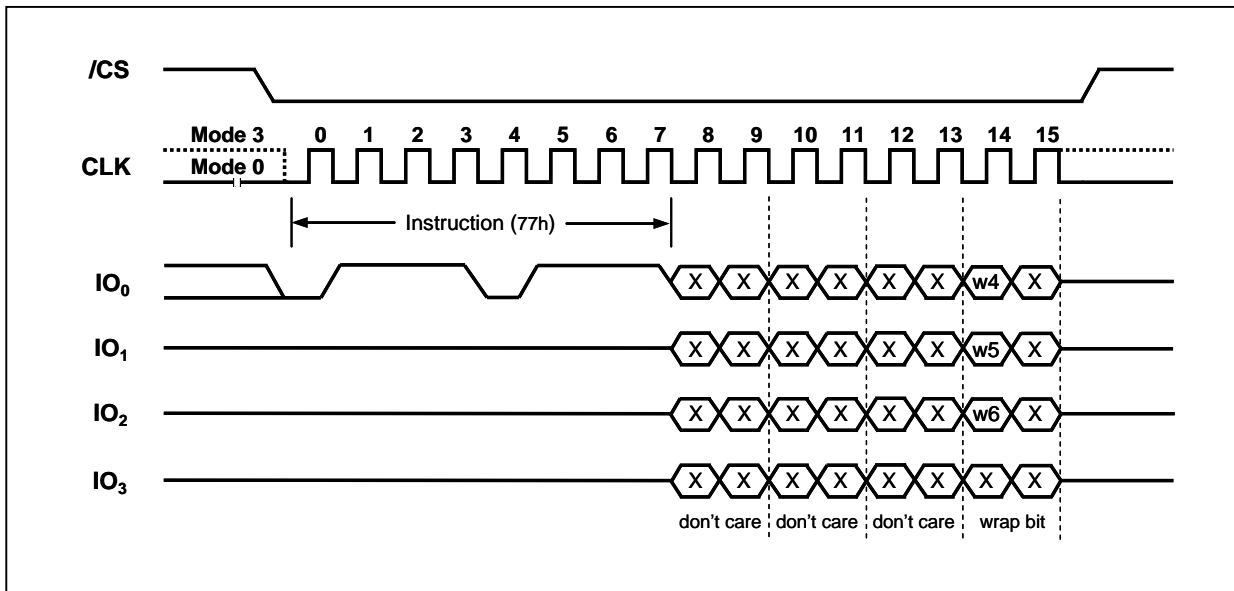 /CS
Mode 3 0 1 2 3 4 5 6 7 8 9 10 11 12 13 14 15
CLK Mode 0
Instruction (77h)
IO₀ X X X X X X w4 X
IO₁ X X X X X X w5 X
IO₂ X X X X X X w6 X
IO₃ X X X X X X X X
don't care don't care don't care wrap bit